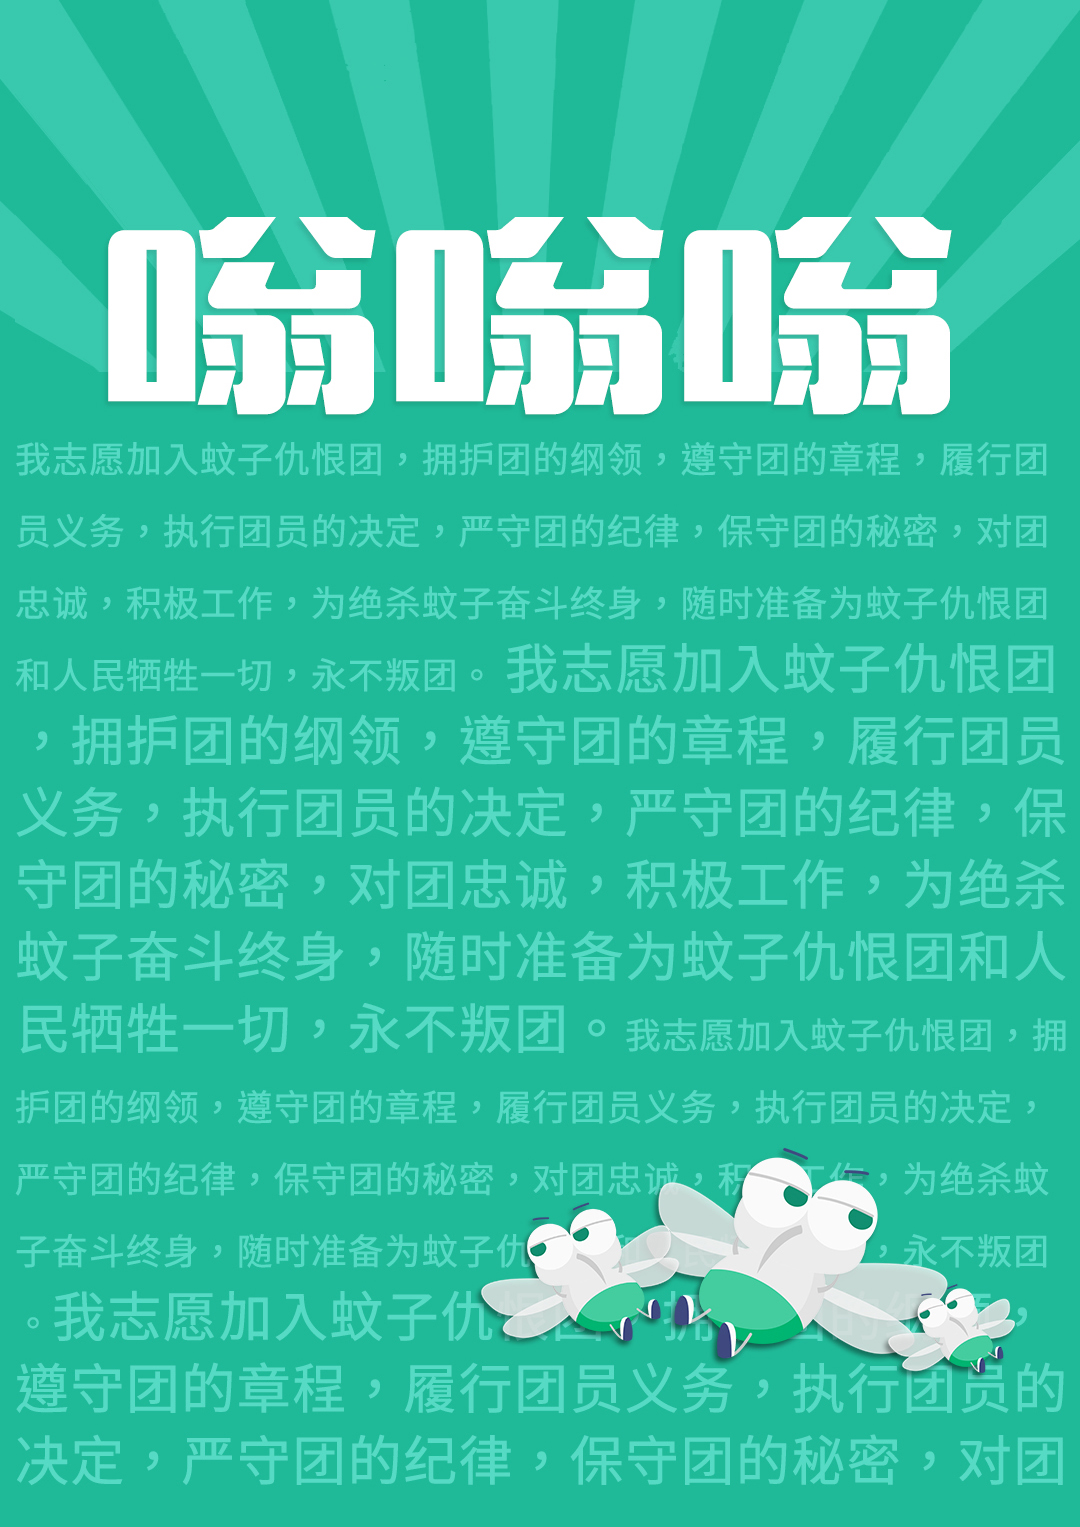 嗡嗡嗡
我志愿加入蚊子仇恨团，拥护团的纲领，遵守团的章程，履行团
员义务，执行团员的决定，严守团的纪律，保守团的秘密，对团
忠诚，积极工作，为绝杀蚊子奋斗终身，随时准备为蚊子仇恨团
和人民牺牲一切，永不叛团。我志愿加入蚊子仇恨团
，拥护团的纲领，遵守团的章程，履行团员
义务，执行团员的决定，严守团的纪律，保
守团的秘密，对团忠诚，积极工作，为绝杀
蚊子奋斗终身，随时准备为蚊子仇恨团和人
民牺牲一切，永不叛团。我志愿加入蚊子仇恨团，拥
护团的纲领，遵守团的章程，履行团员义务，执行团员的决定，
严守团的纪律，保守团的秘密，对团忠诚，积工作，为绝杀蚊
子奋斗终身，随时准备为蚊子仇和，永不叛团
。我志愿加入蚊子仇恨团，拥团的纲，
遵守团的章程，履行团员义务，执行团员的
决定，严守团的纪律，保守团的秘密，对团